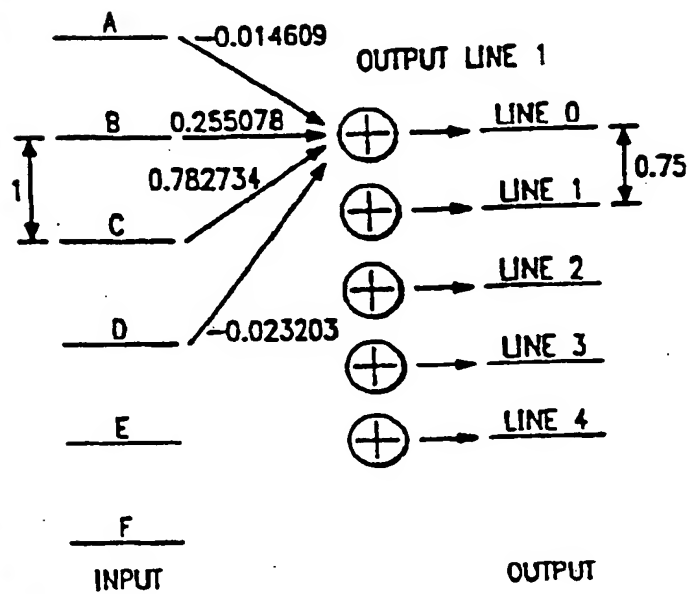 A
-0.014609
OUTPUT LINE 1
B
0.255078
LINE 0
1
0.782734
0.75
LINE 1
C
LINE 2
D
-0.023203
LINE 3
E
LINE 4
F
INPUT
OUTPUT